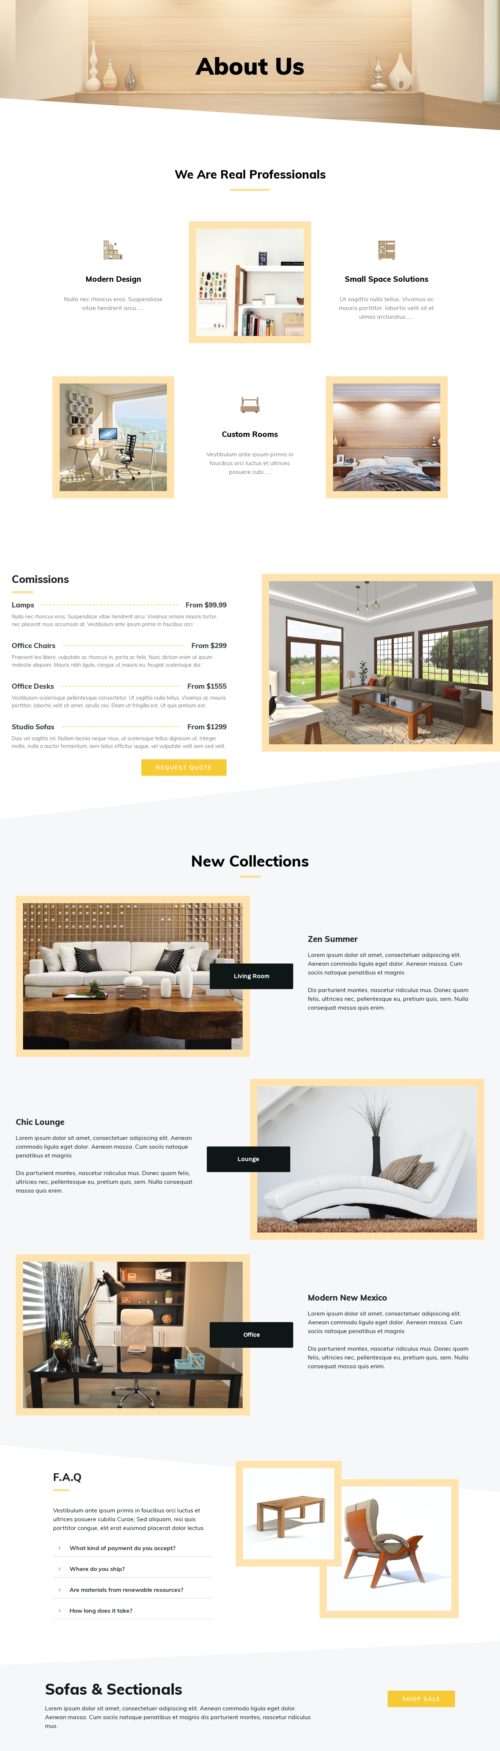 About Us
We Are Real Professionals
Modern Design
Nulla nec rhoncus eros. Suspendisse
vitae hendrerit arcu.....
Small Space Solutions
Ut sagittis nulla tellus. Vivamus ac
mauris porttitor, lobortis velit sit et
ulmas archuratus.....
Custom Rooms
Vestibulum ante ipsum primis in
faucibus orci luctus et ultrices
posuere cubi.....
Comissions
Lamps From $99.99
Nulla nec rhoncus eros. Suspendisse vitae hendrerit arcu. Vivamus ornare mauris tortor,
nec placerat risus accumsan at. Vestibulum ante ipsum primis in faucibus orci
Office Chairs From $299
Praesent leo libero, vulputate ac rhoncus in, porta ac felis. Nunc dictum enim ut ipsum
molestie aliquam. Mauris nibh ligula, congue ut mauris eu, feugiat scelerisque dui.
Office Desks From $1555
Vestibulum scelerisque pellentesque consectetur. Ut sagittis nulla tellus. Vivamus ac mauris
porttitor, lobortis velit sit amet, iaculis nisi. Etiam ut fringilla est. Ut quis pretium est.
Studio Sofas From $1299
Duis vel sagittis mi. Nullam lacinia neque risus, ut scelerisque tellus dignissim ut. Integer
mollis, nulla a auctor fermentum, sem tellus efficitur augue, vel vulputate velit sem sed velit.
REQUEST QUOTE
New Collections
Living Room
Zen Summer
Lorem ipsum dolor sit amet, consectetuer adipiscing elit.
Aenean commodo ligula eget dolor. Aenean massa. Cum
sociis natoque penatibus et magnis
Dis parturient montes, nascetur ridiculus mus. Donec quam
felis, ultricies nec, pellentesque eu, pretium quis, sem. Nulla
consequat massa quis enim.
Chic Lounge
Lorem ipsum dolor sit amet, consectetuer adipiscing elit. Aenean
commodo ligula eget dolor. Aenean massa. Cum sociis natoque
penatibus et magnis
Dis parturient montes, nascetur ridiculus mus. Donec quam felis,
ultricies nec, pellentesque eu, pretium quis, sem. Nulla consequat
massa quis enim.
Lounge
Office
Modern New Mexico
Lorem ipsum dolor sit amet, consectetuer adipiscing elit.
Aenean commodo ligula eget dolor. Aenean massa. Cum
sociis natoque penatibus et magnis
Dis parturient montes, nascetur ridiculus mus. Donec quam
felis, ultricies nec, pellentesque eu, pretium quis, sem. Nulla
consequat massa quis enim.
F.A.Q
Vestibulum ante ipsum primis in faucibus orci luctus et
ultrices posuere cubilia Curae; Sed aliquam, nisi quis
porttitor congue, elit erat euismod placerat dolor lectus.
What kind of payment do you accept?
Where do you ship?
Are materials from renewable resources?
How long does it take?
Sofas & Sectionals
Lorem ipsum dolor sit amet, consectetuer adipiscing elit. Aenean commodo ligula eget dolor.
Aenean massa. Cum sociis natoque penatibus et magnis dis parturient montes, nascetur ridiculus
mus.
SHOP SALE